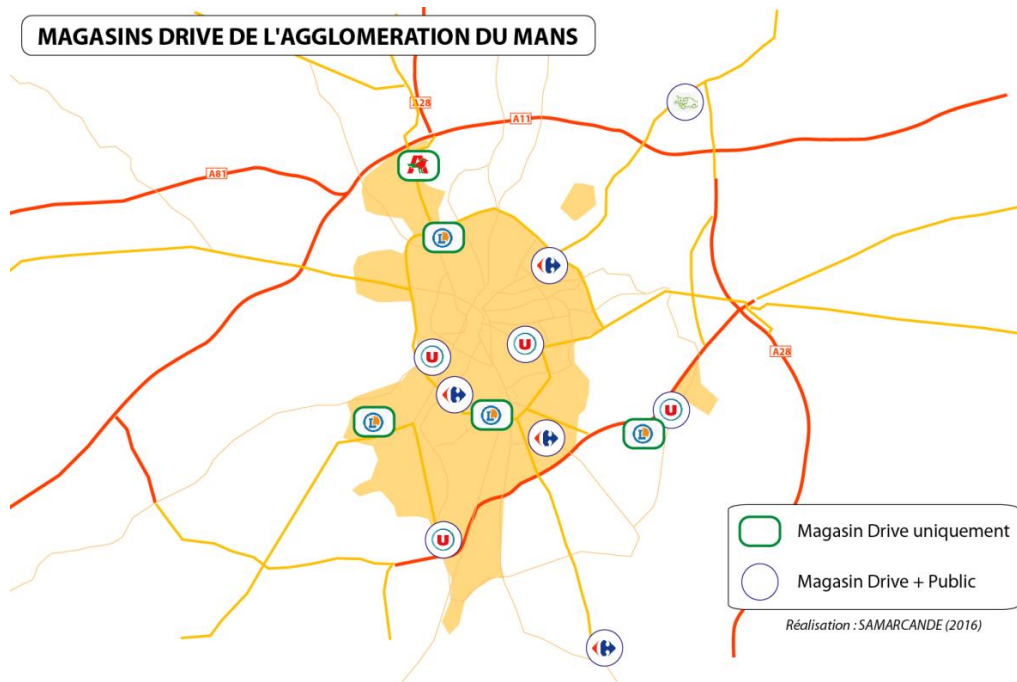 MAGASINS DRIVE DE L'AGGLOMERATION DU MANS
A28
A11
A81
U
U
A28
U
U
Magasin Drive uniquement
Magasin Drive + Public
Réalisation : SAMARCANDE (2016)